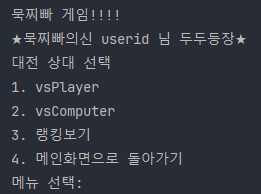 묵찌빠 게임!!!!
★묵찌빠의신 userid 님 두두등장★
대전 상대 선택
1. vsPlayer
2. vsComputer
3. 랭킹보기
4. 메인화면으로 돌아가기
메뉴 선택: